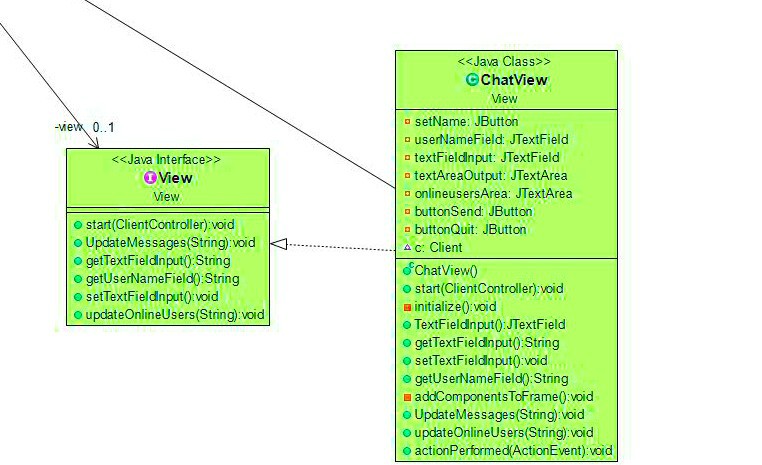 -view 0..1
<<Java Interface>>
I View
View
start(ClientController):void
UpdateMessages(String):void
getTextFieldInput():String
getUserNameField():String
setTextFieldInput():void
updateOnlineUsers(String):void
<<Java Class>>
C ChatView
View
setName: JButton
userNameField: JTextField
textFieldInput: JTextField
textAreaOutput: JTextArea
onlineusersArea: JTextArea
buttonSend: JButton
buttonQuit: JButton
c: Client
C ChatView()
start(ClientController):void
initialize():void
TextFieldInput():JTextField
getTextFieldInput():String
setTextFieldInput():void
getUserNameField():String
addComponentsToFrame():void
UpdateMessages(String):void
updateOnlineUsers(String):void
actionPerformed(ActionEvent):void